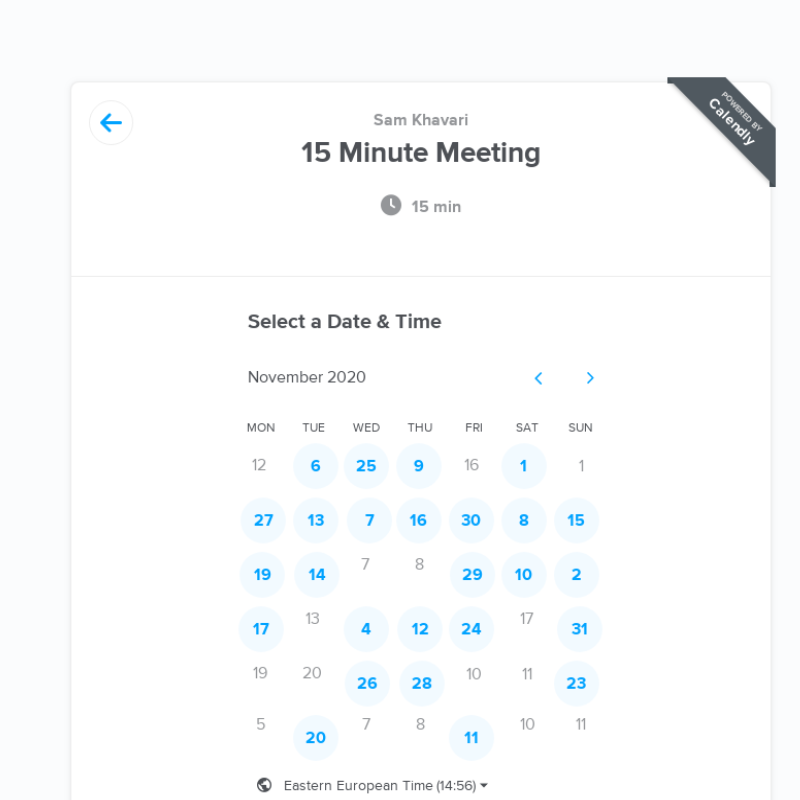 POWERED BY
Calendly
Sam Khavari
15 Minute Meeting
15 min
Select a Date & Time
November 2020
MON TUE WED THU FRI SAT SUN
12 6 25 9 16 1 1
27 13 7 16 30 8 15
19 14 7 8 29 10 2
17 13 4 12 24 17 31
19 20 26 28 10 11 23
5 20 7 8 11 10 11
Eastern European Time (14:56)